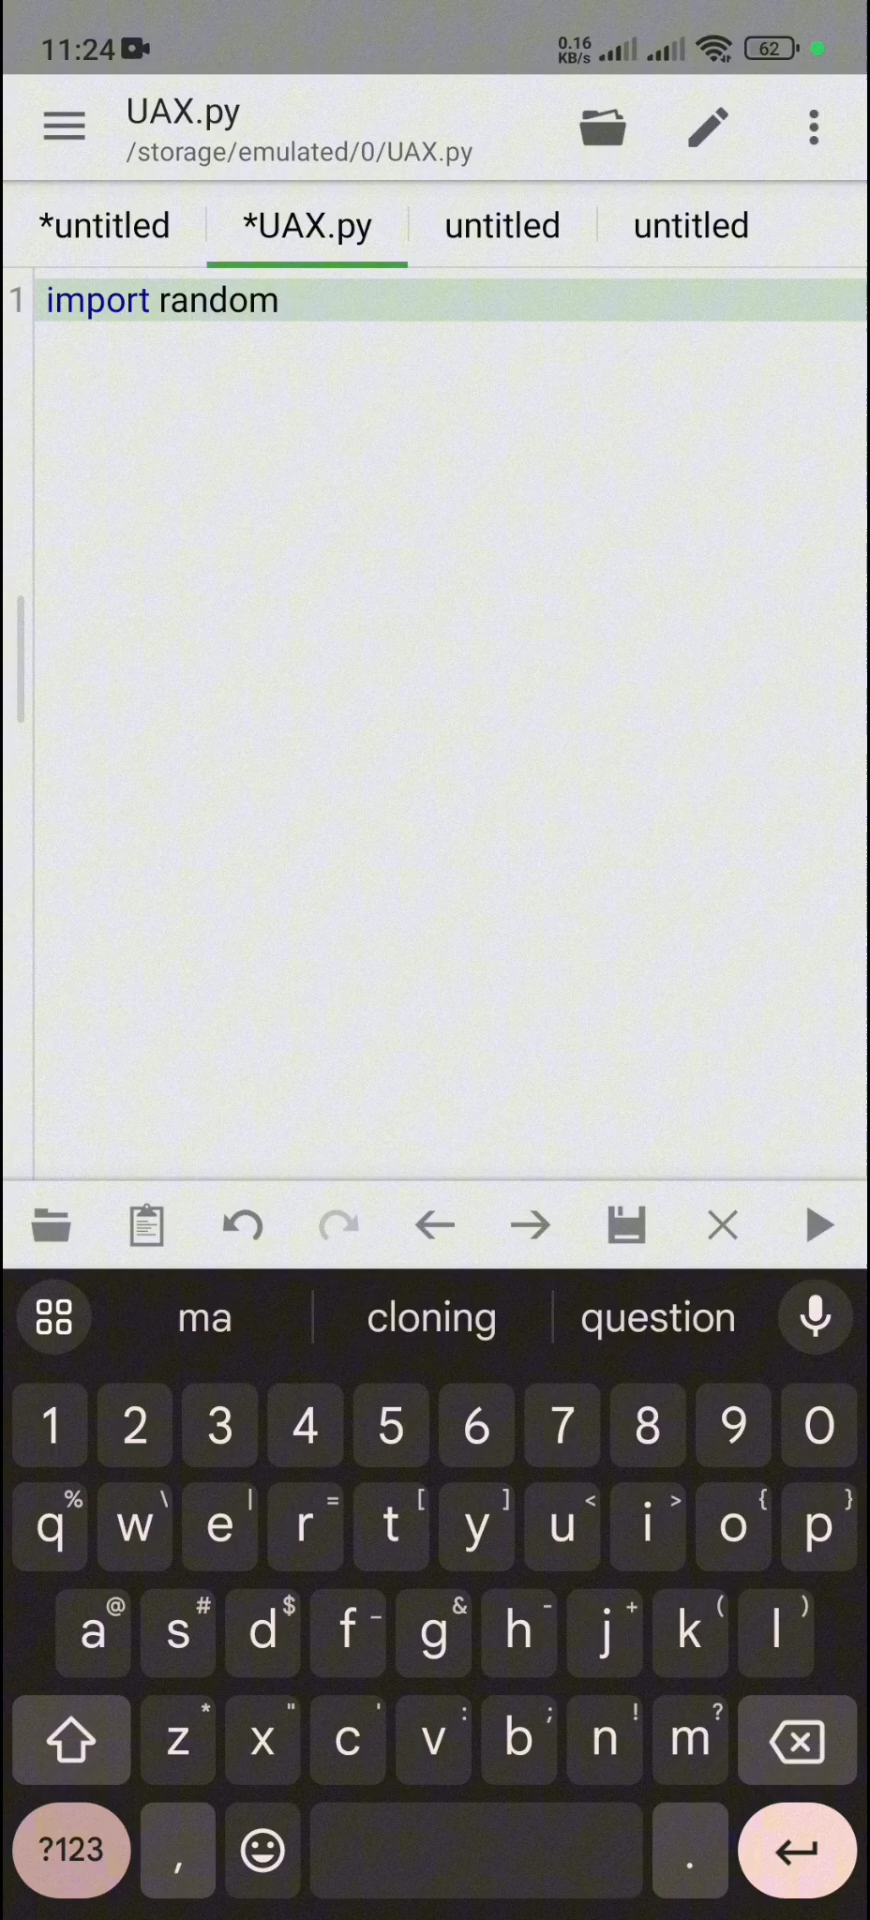 11:24
0.16
KB/s
62
UAX.py
/storage/emulated/0/UAX.py
*untitled
*UAX.py
untitled
untitled
1 import random
ma
cloning
question
1 2 3 4 5 6 7 8 9 0
q% w\ e| r= t[ y] u< i> o{ p}
a@ s# d$ f_ g& h- j+ k( l)
z* x" c' v: b; n! m?
?123 , .